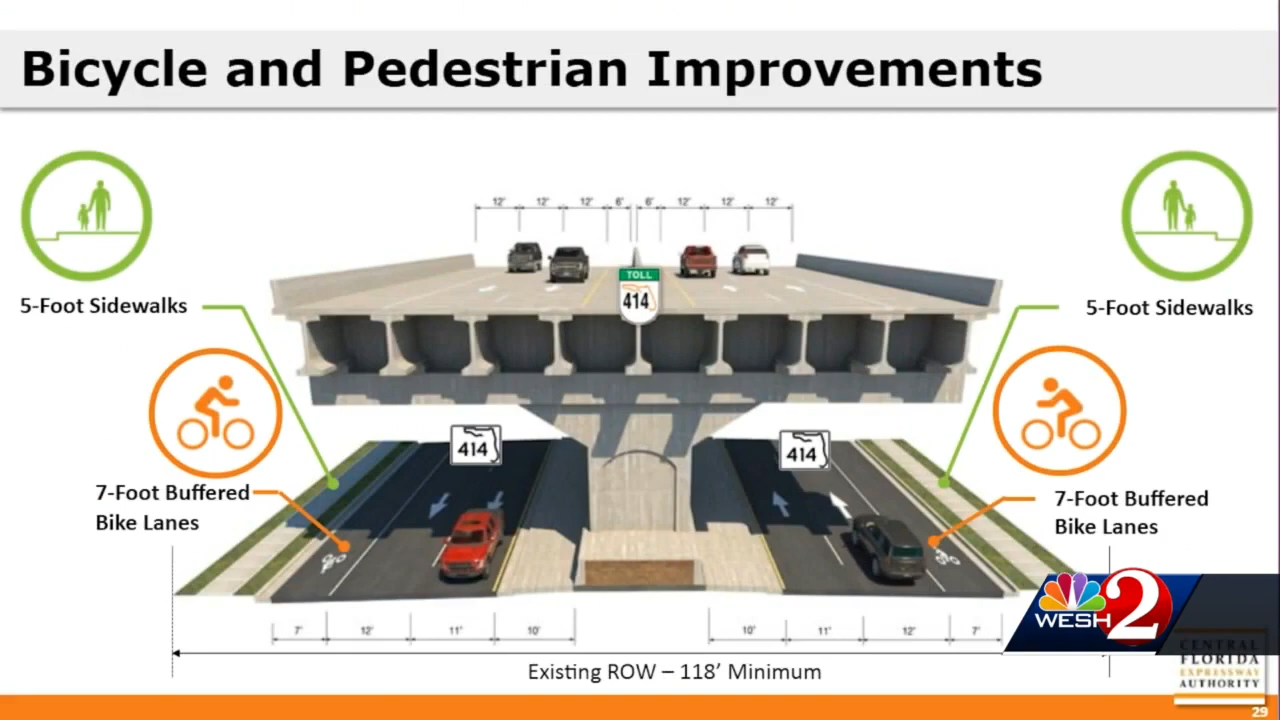 Bicycle and Pedestrian Improvements
12' 12' 12' 6' 6' 12' 12' 12'
TOLL
414
5-Foot Sidewalks
5-Foot Sidewalks
414
414
7-Foot Buffered
Bike Lanes
7-Foot Buffered
Bike Lanes
7' 12' 11' 10' 10' 11' 12' 7'
Existing ROW – 118’ Minimum
WESH 2
CENTRAL
FLORIDA
EXPRESSWAY
AUTHORITY
29